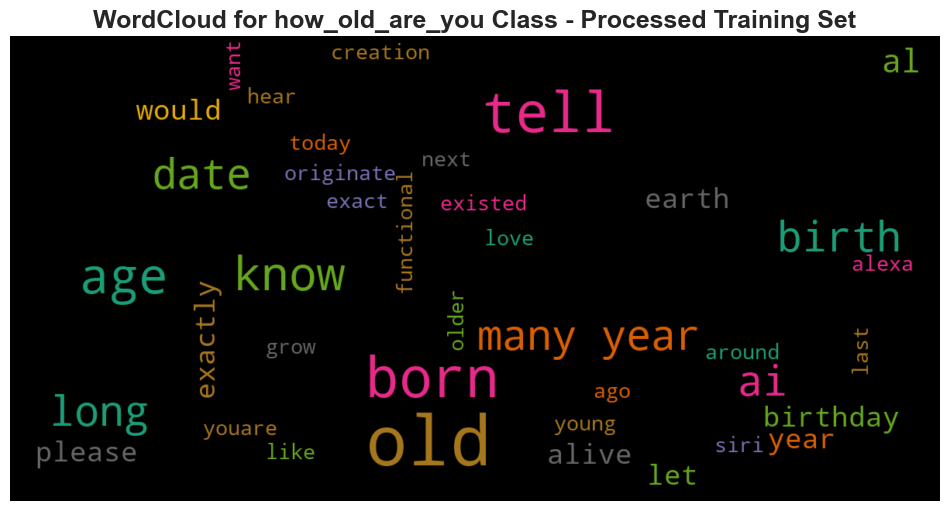 WordCloud for how_old_are_you Class - Processed Training Set
creation
want
al
hear
would
tell
today
date
next
originate
functional
exact
existed
earth
love
birth
alexa
age
know
exactly
older
many year
grow
around
last
born
ai
ago
long
old
birthday
youare
young
year
please
like
alive
siri
let